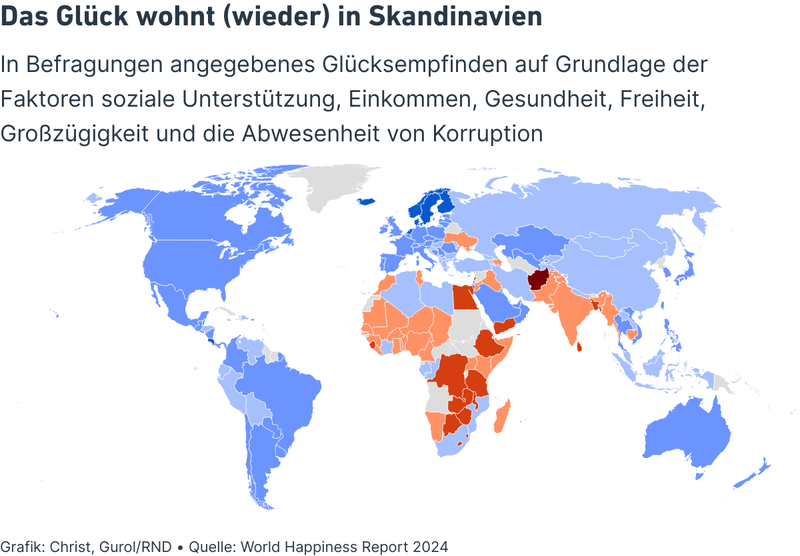 Das Glück wohnt (wieder) in Skandinavien
In Befragungen angegebenes Glücksempfinden auf Grundlage der
Faktoren soziale Unterstützung, Einkommen, Gesundheit, Freiheit,
Großzügigkeit und die Abwesenheit von Korruption
Grafik: Christ, Gurol/RND • Quelle: World Happiness Report 2024